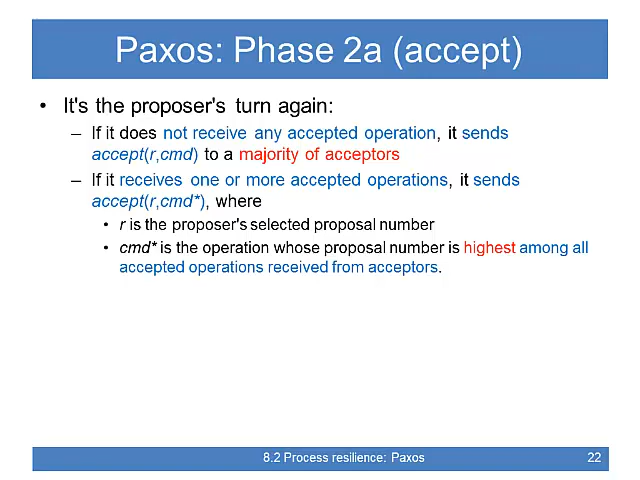 Paxos: Phase 2a (accept)
• It's the proposer's turn again:
– If it does not receive any accepted operation, it sends
accept(r,cmd) to a majority of acceptors
– If it receives one or more accepted operations, it sends
accept(r,cmd*), where
• r is the proposer's selected proposal number
• cmd* is the operation whose proposal number is highest among all
accepted operations received from acceptors.
8.2 Process resilience: Paxos
22